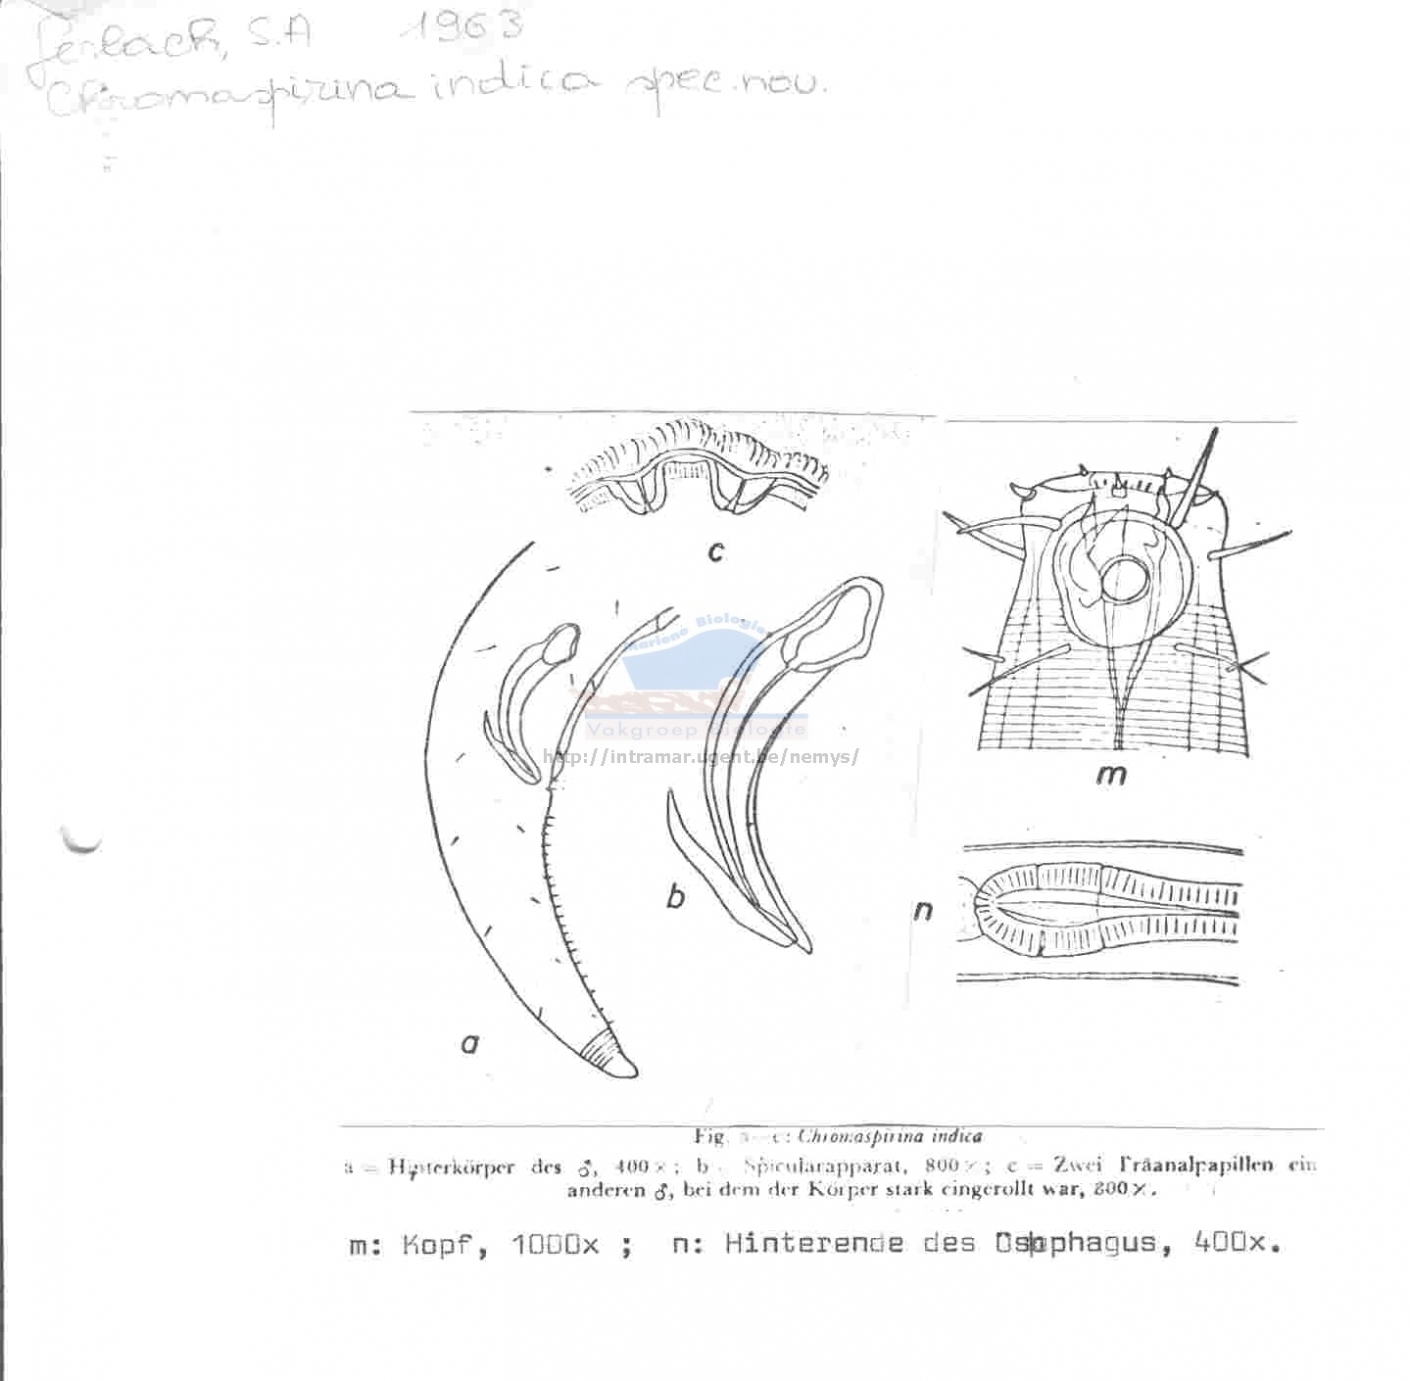 Gerlach, S.A 1963
Chromaspirina indica spec.nov.
c
Mariene Biologie
Vakgroep Biologie
http://intramar.ugent.be/nemys/
m
b
n
a
Fig. a—c: Chromaspirina indica
a = Hinterkörper des ♂, 400×; b = Spicularapparat, 800×; c = Zwei Präanalpapillen ein
anderen ♂, bei dem der Körper stark eingerollt war, 800×.
m: Kopf, 1000x ; n: Hinterende des Osophagus, 400x.